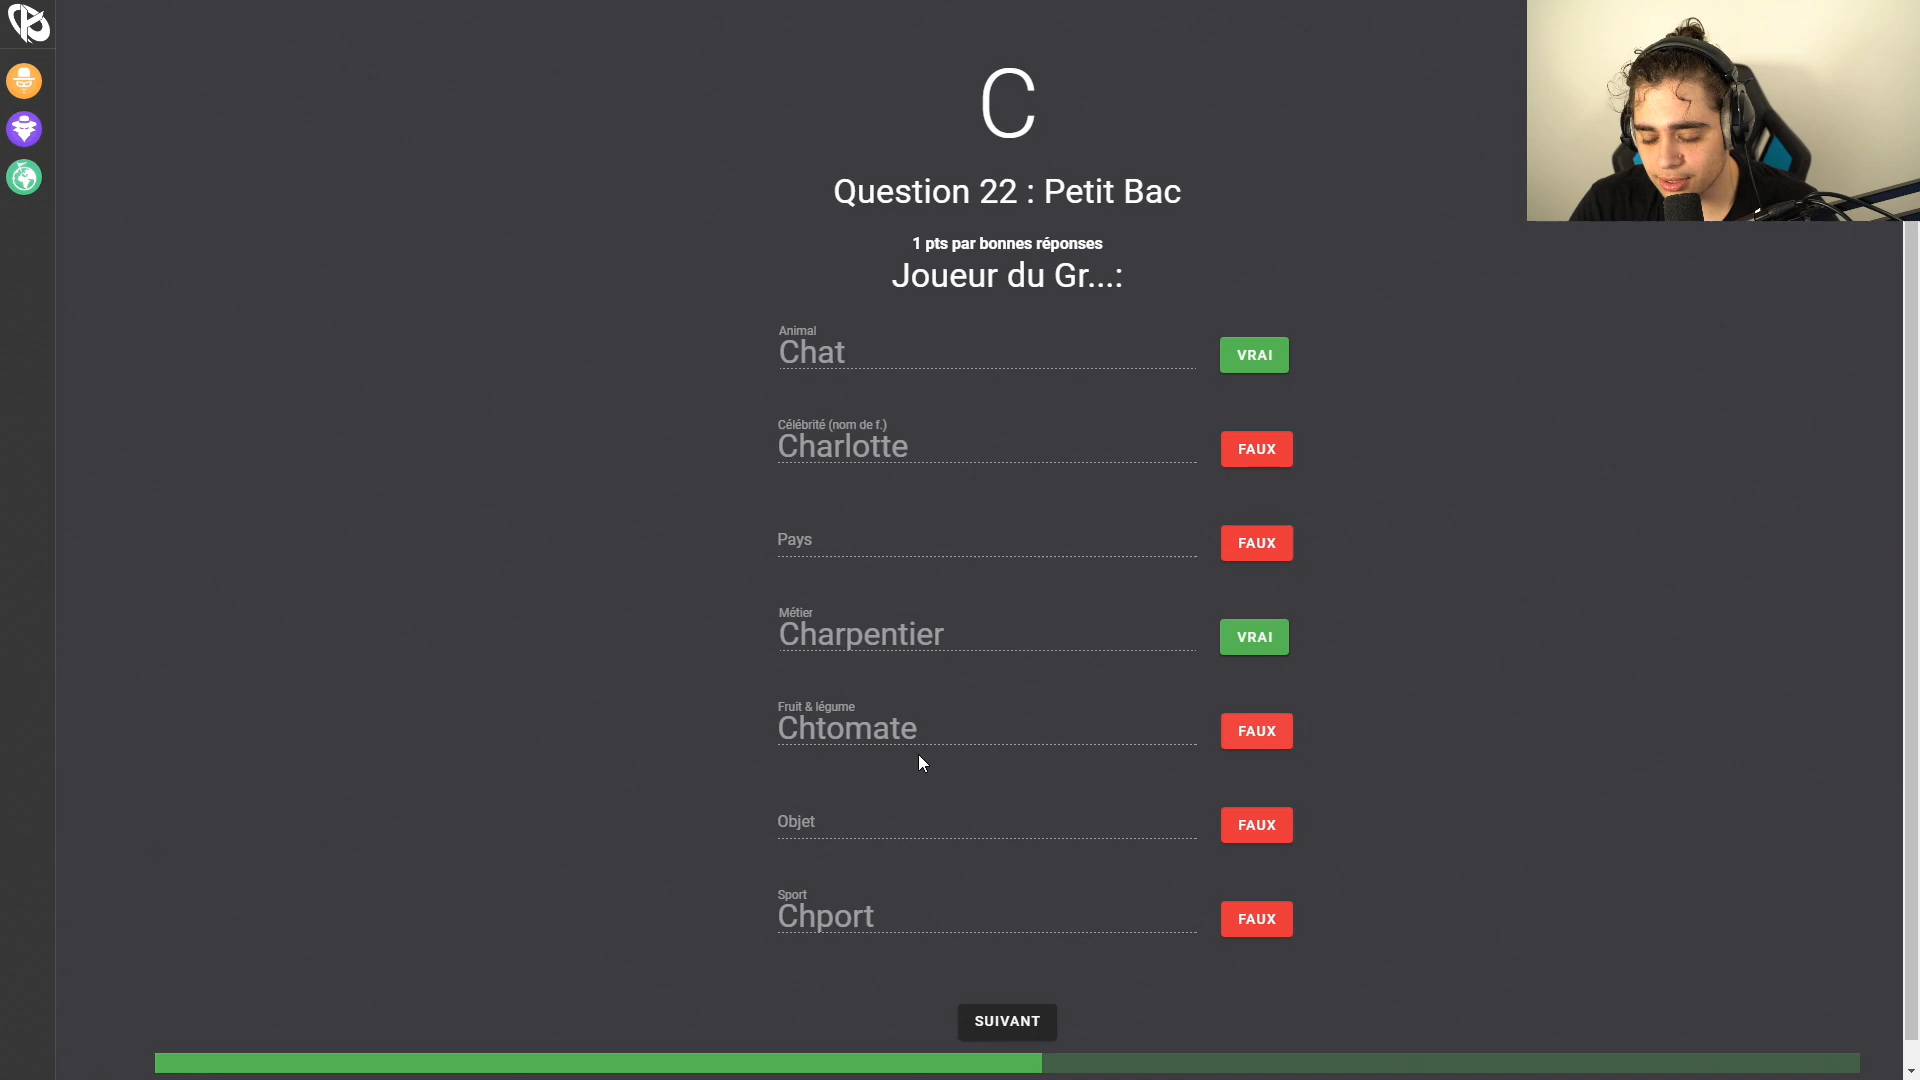 C
Question 22 : Petit Bac
1 pts par bonnes réponses
Joueur du Gr...:
Animal
Chat
VRAI
Célébrité (nom de f.)
Charlotte
FAUX
Pays
FAUX
Métier
Charpentier
VRAI
Fruit & légume
Chtomate
FAUX
Objet
FAUX
Sport
Chport
FAUX
SUIVANT